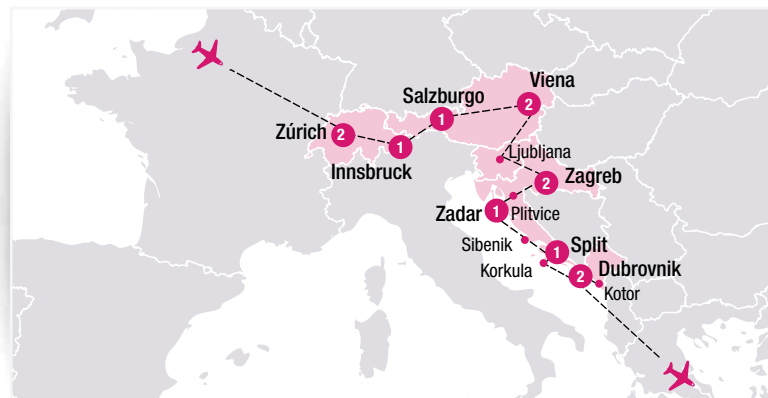 Viena
2
Salzburgo
1
Zúrich
2
1
Innsbruck
Ljubljana
2
Zagreb
Zadar
1
Plitvice
Sibenik
1
Split
Korkula
2
Dubrovnik
Kotor